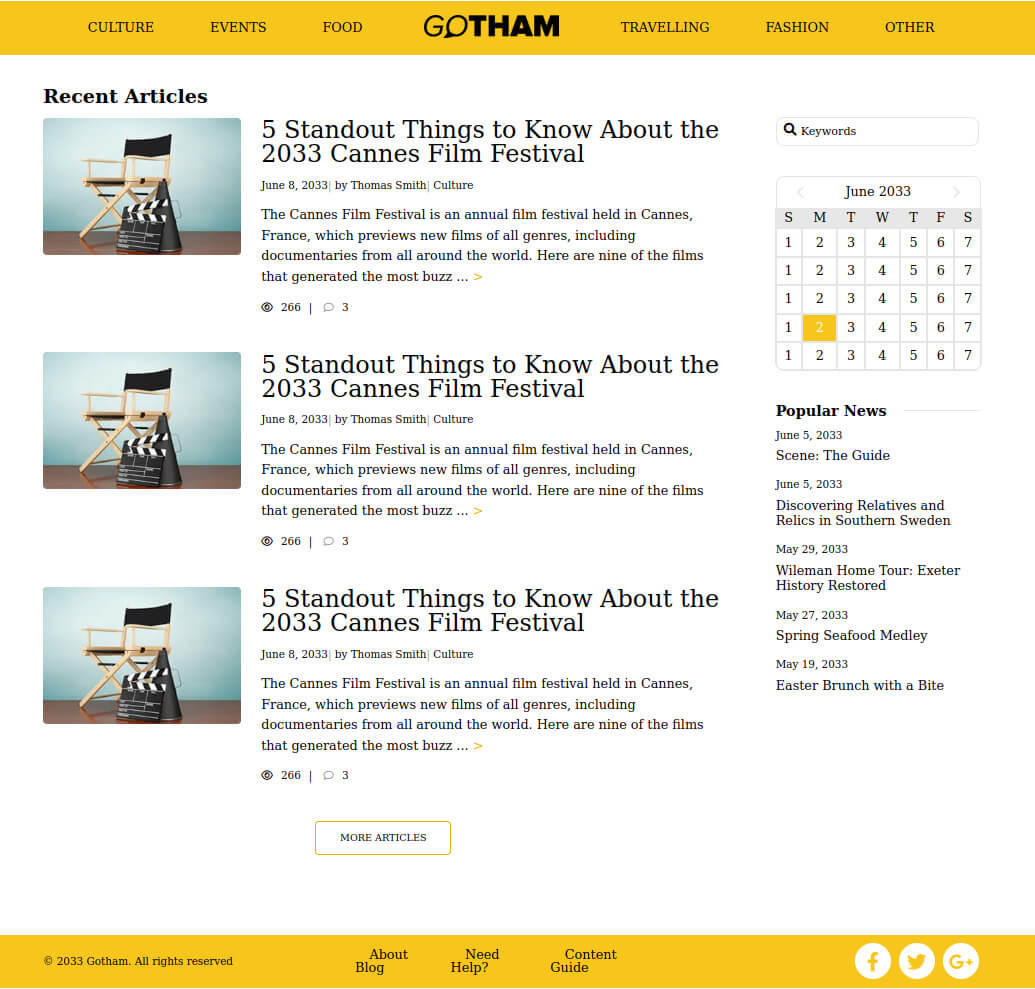 CULTURE EVENTS FOOD GOTHAM TRAVELLING FASHION OTHER
Recent Articles
5 Standout Things to Know About the
2033 Cannes Film Festival
June 8, 2033| by Thomas Smith| Culture
The Cannes Film Festival is an annual film festival held in Cannes,
France, which previews new films of all genres, including
documentaries from all around the world. Here are nine of the films
that generated the most buzz ... >
266 | 3
5 Standout Things to Know About the
2033 Cannes Film Festival
June 8, 2033| by Thomas Smith| Culture
The Cannes Film Festival is an annual film festival held in Cannes,
France, which previews new films of all genres, including
documentaries from all around the world. Here are nine of the films
that generated the most buzz ... >
266 | 3
5 Standout Things to Know About the
2033 Cannes Film Festival
June 8, 2033| by Thomas Smith| Culture
The Cannes Film Festival is an annual film festival held in Cannes,
France, which previews new films of all genres, including
documentaries from all around the world. Here are nine of the films
that generated the most buzz ... >
266 | 3
MORE ARTICLES
Keywords
June 2033
S M T W T F S
1 2 3 4 5 6 7
1 2 3 4 5 6 7
1 2 3 4 5 6 7
1 2 3 4 5 6 7
1 2 3 4 5 6 7
Popular News
June 5, 2033
Scene: The Guide
June 5, 2033
Discovering Relatives and
Relics in Southern Sweden
May 29, 2033
Wileman Home Tour: Exeter
History Restored
May 27, 2033
Spring Seafood Medley
May 19, 2033
Easter Brunch with a Bite
© 2033 Gotham. All rights reserved
About
Blog
Need
Help?
Content
Guide